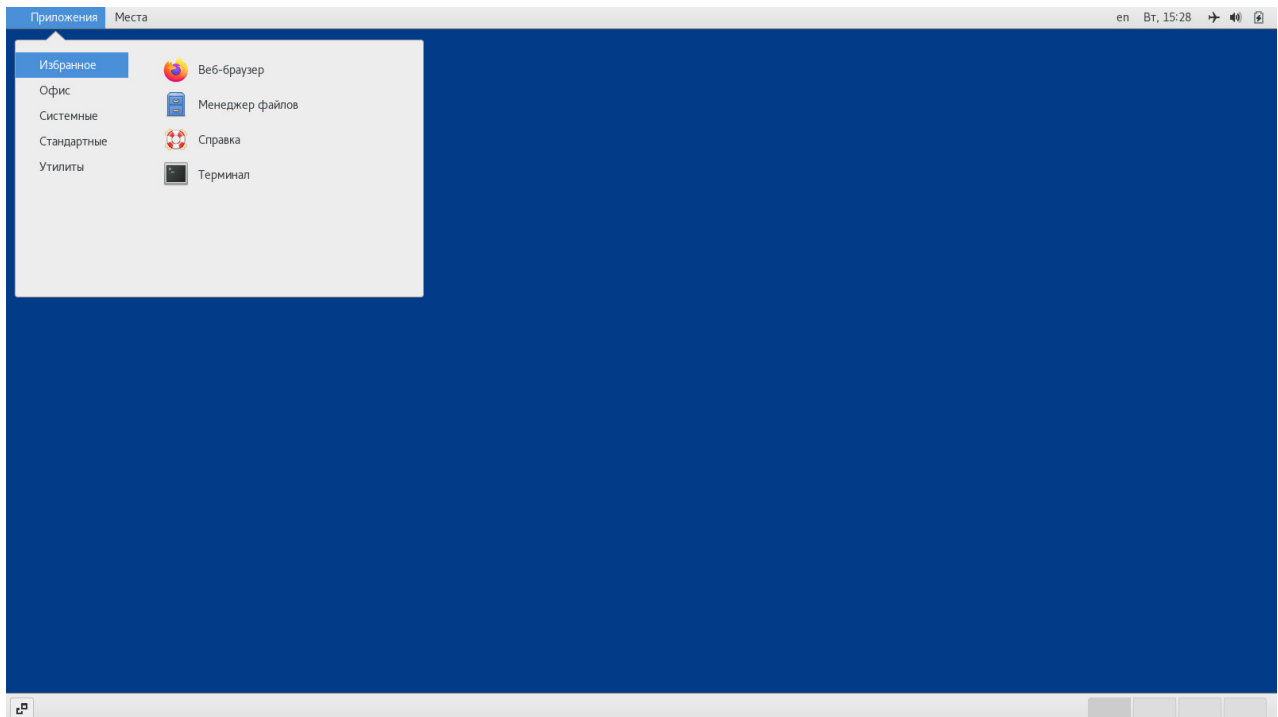 Приложения Места en Вт, 15:28
Избранное
Офис
Системные
Стандартные
Утилиты
Веб-браузер
Менеджер файлов
Справка
Терминал